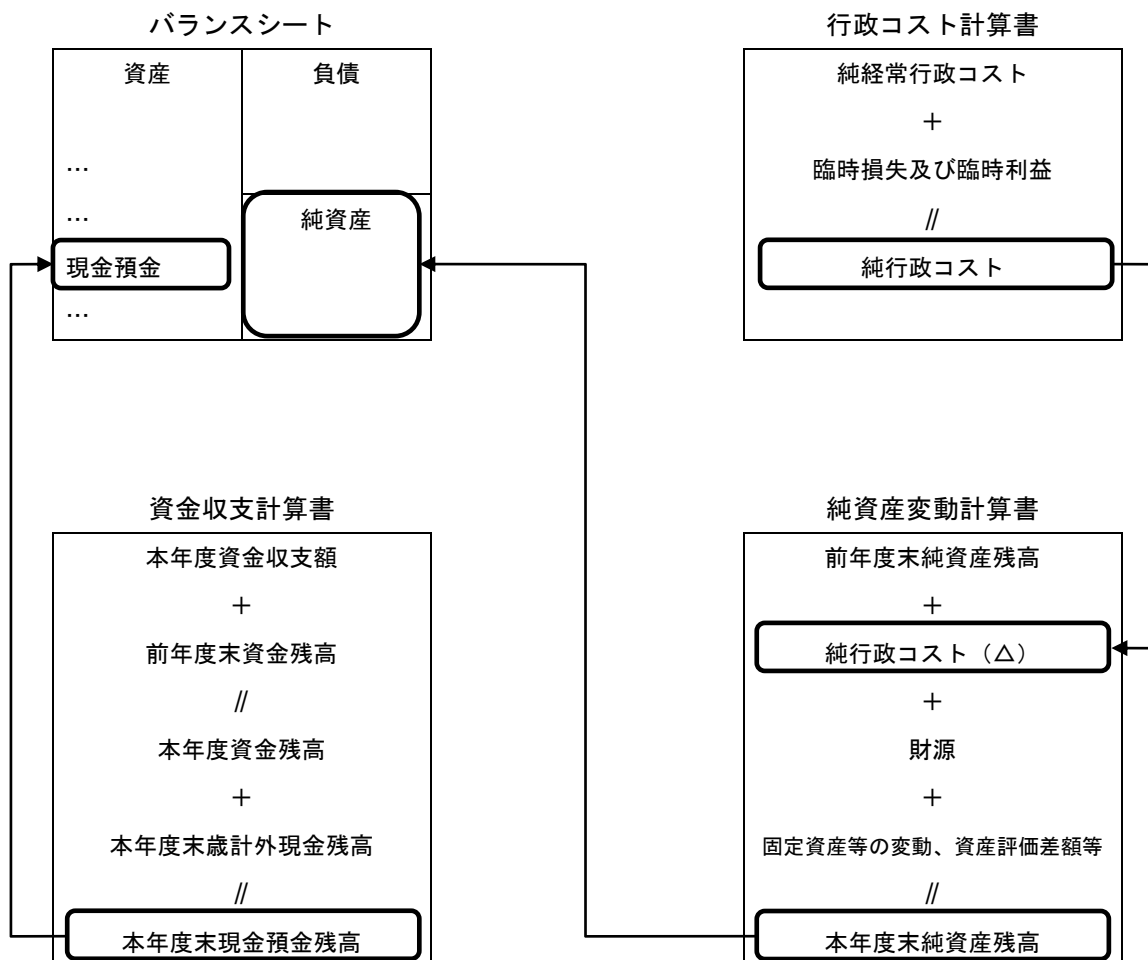 バランスシート
資産
負債
…
…
純資産
現金預金
…
行政コスト計算書
純経常行政コスト
＋
臨時損失及び臨時利益
//
純行政コスト
資金収支計算書
本年度資金収支額
＋
前年度末資金残高
//
本年度資金残高
＋
本年度末歳計外現金残高
//
本年度末現金預金残高
純資産変動計算書
前年度末純資産残高
＋
純行政コスト（△）
＋
財源
＋
固定資産等の変動、資産評価差額等
//
本年度末純資産残高